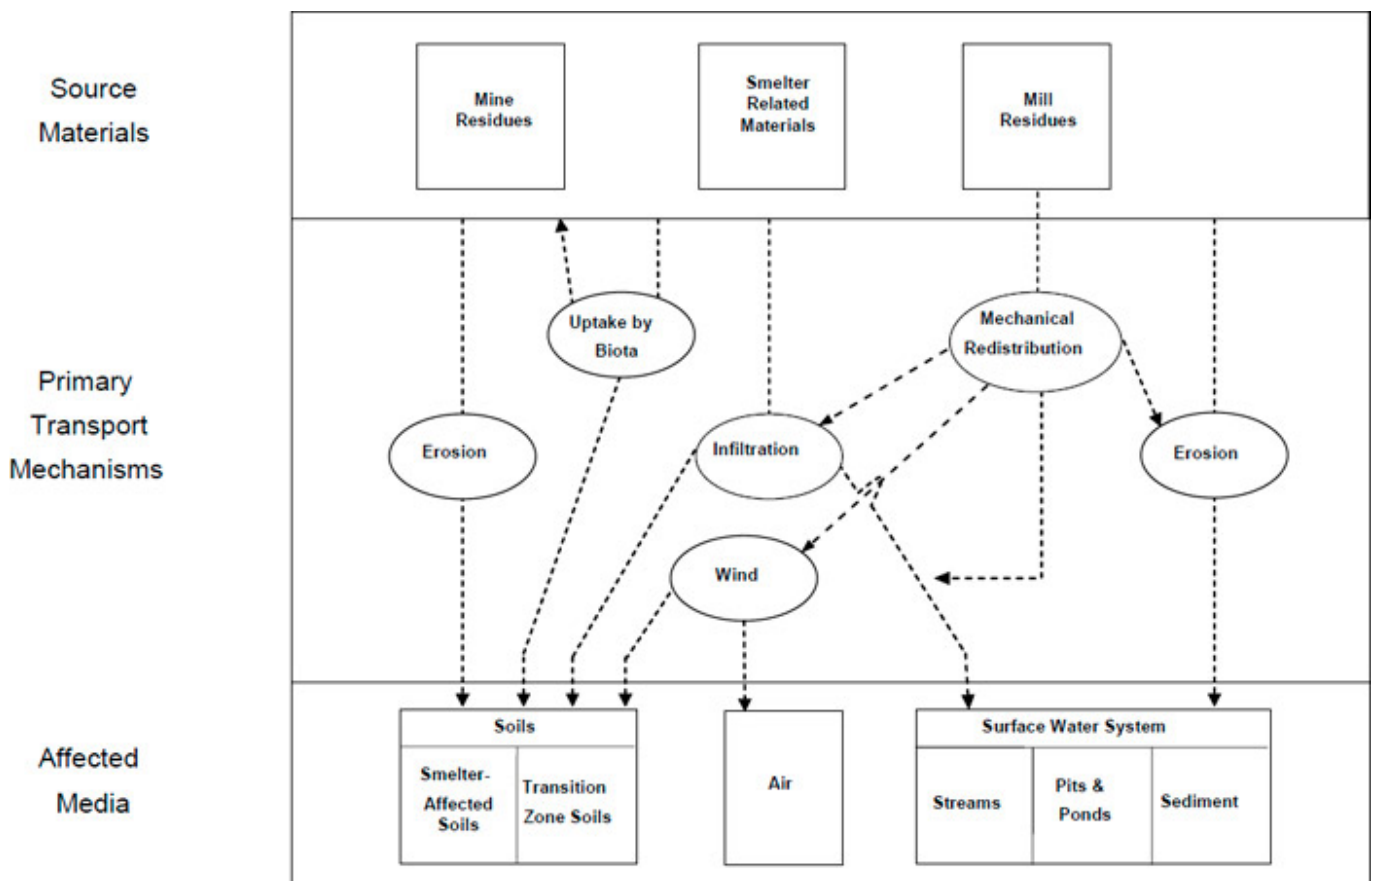 Source
Materials
Mine
Residues
Smelter
Related
Materials
Mill
Residues
Primary
Transport
Mechanisms
Uptake by
Biota
Mechanical
Redistribution
Erosion
Infiltration
Erosion
Wind
Affected
Media
Soils
Smelter-
Affected
Soils
Transition
Zone Soils
Air
Surface Water System
Streams
Pits &
Ponds
Sediment